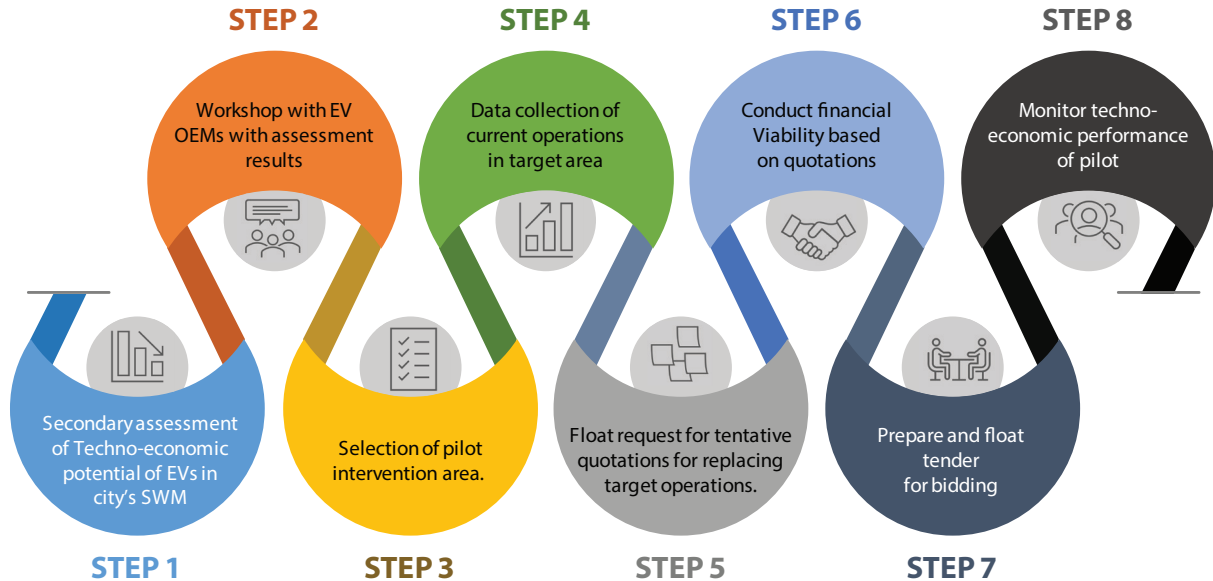 STEP 1
Secondary assessment
of Techno-economic
potential of EVs in
city's SWM
STEP 2
Workshop with EV
OEMs with assessment
results
STEP 3
Selection of pilot
intervention area.
STEP 4
Data collection of
current operations
in target area
STEP 5
Float request for tentative
quotations for replacing
target operations.
STEP 6
Conduct financial
Viability based
on quotations
STEP 7
Prepare and float
tender
for bidding
STEP 8
Monitor techno-
economic performance
of pilot